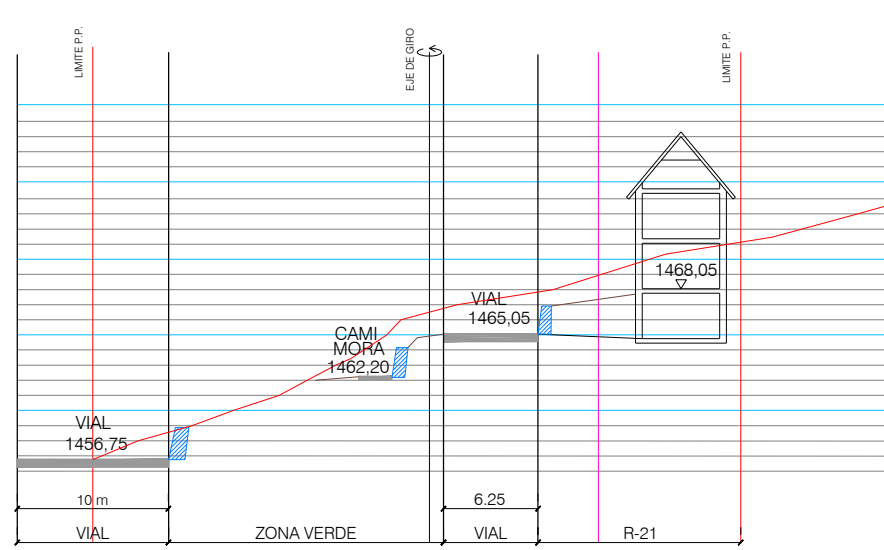 LIMITE P.P.
EJE DE GIRO
LIMITE P.P.
1468,05
VIAL
1465,05
CAMI
MORA
1462,20
VIAL
1456,75
10 m
6.25
VIAL
ZONA VERDE
VIAL
R-21